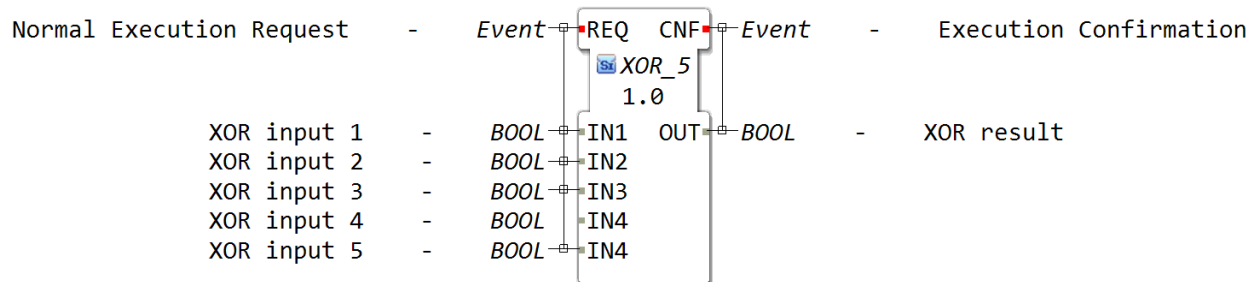 Normal Execution Request - Event REQ CNF Event - Execution Confirmation
Si XOR_5
1.0
XOR input 1 - BOOL IN1 OUT BOOL - XOR result
XOR input 2 - BOOL IN2
XOR input 3 - BOOL IN3
XOR input 4 - BOOL IN4
XOR input 5 - BOOL IN4